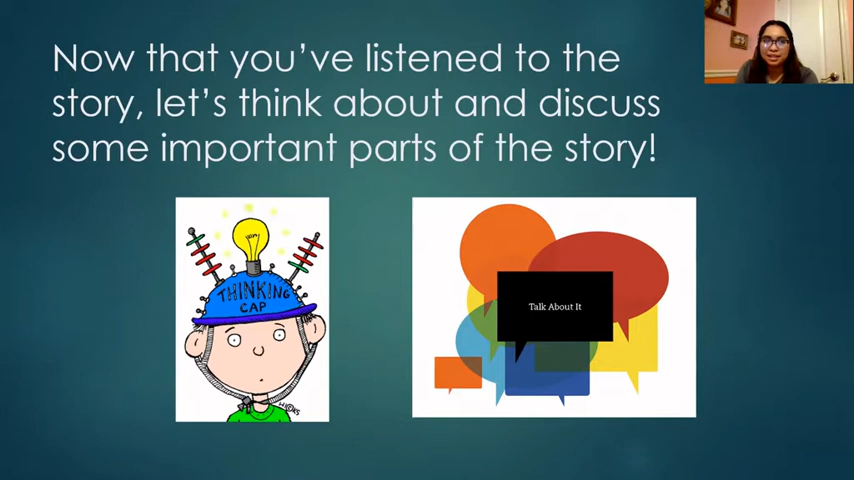 Now that you’ve listened to the
story, let’s think about and discuss
some important parts of the story!
THINKING
CAP
Talk About It